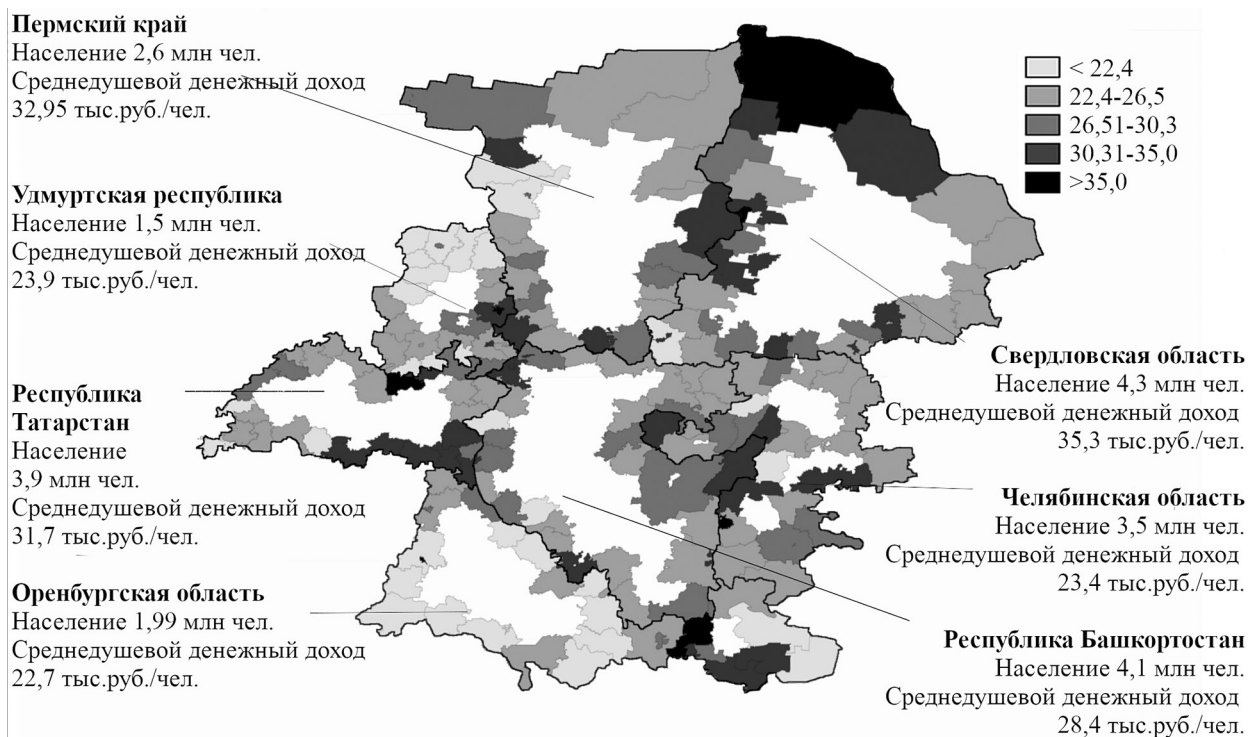 Пермский край
Население 2,6 млн чел.
Среднедушевой денежный доход
32,95 тыс.руб./чел.
Удмуртская республика
Население 1,5 млн чел.
Среднедушевой денежный доход
23,9 тыс.руб./чел.
Республика
Татарстан
Население
3,9 млн чел.
Среднедушевой денежный доход
31,7 тыс.руб./чел.
Оренбургская область
Население 1,99 млн чел.
Среднедушевой денежный доход
22,7 тыс.руб./чел.
< 22,4
22,4-26,5
26,51-30,3
30,31-35,0
>35,0
Свердловская область
Население 4,3 млн чел.
Среднедушевой денежный доход
35,3 тыс.руб./чел.
Челябинская область
Население 3,5 млн чел.
Среднедушевой денежный доход
23,4 тыс.руб./чел.
Республика Башкортостан
Население 4,1 млн чел.
Среднедушевой денежный доход
28,4 тыс.руб./чел.